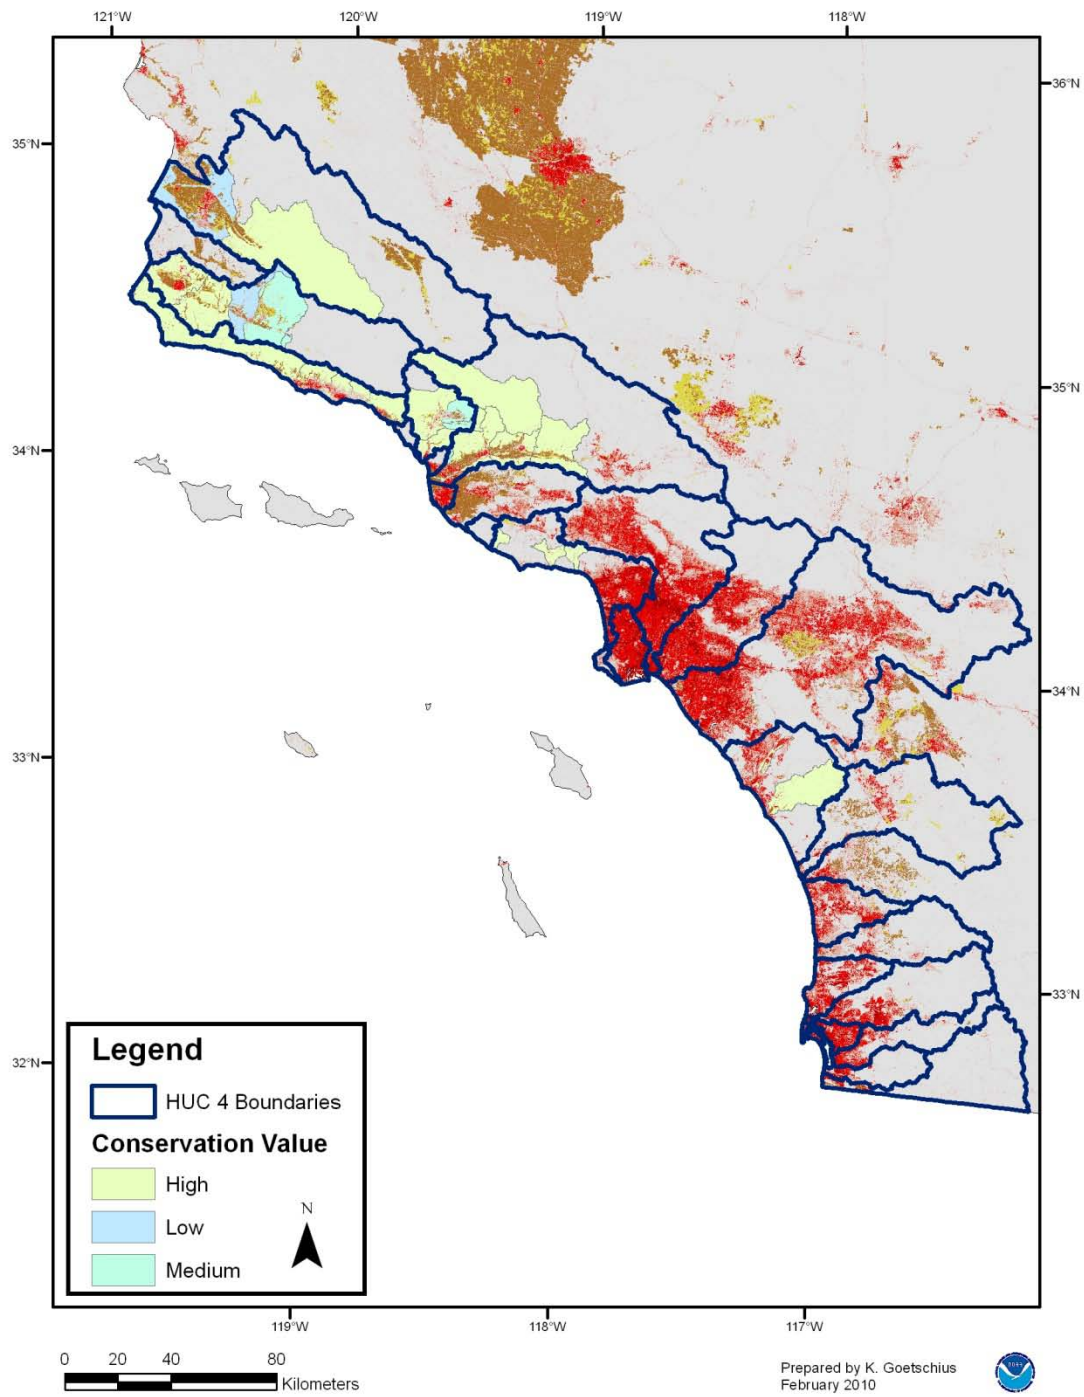 121°W 120°W 119°W 118°W
36°N
35°N
35°N
34°N
34°N
33°N
33°N
32°N
Legend
HUC 4 Boundaries
Conservation Value
High
Low
Medium
N
119°W 118°W 117°W
0 20 40 80
Kilometers
Prepared by K. Goetschius
February 2010